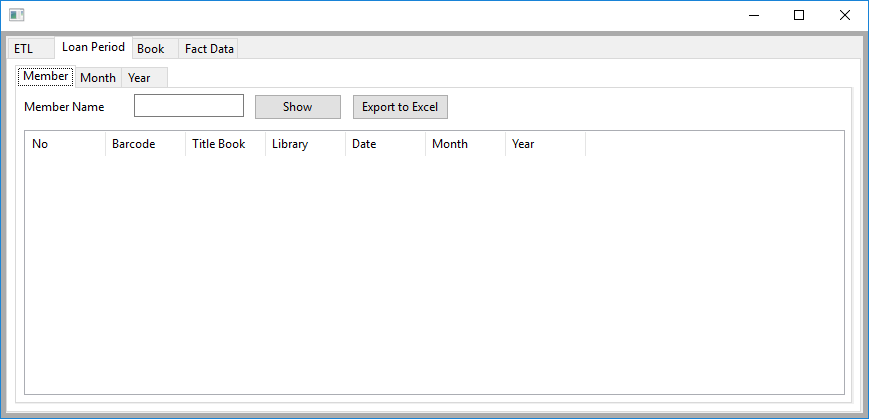 ETL Loan Period Book Fact Data
Member Month Year
Member Name Show Export to Excel
No Barcode Title Book Library Date Month Year